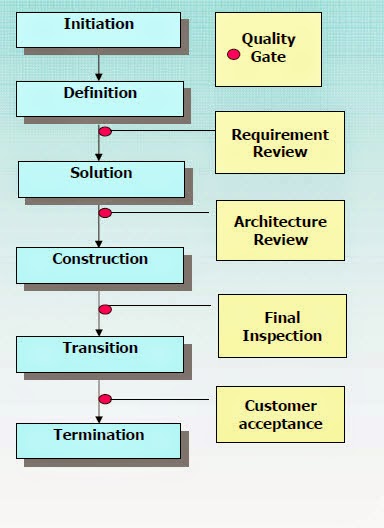 Initiation
Quality
Gate
Definition
Requirement
Review
Solution
Architecture
Review
Construction
Final
Inspection
Transition
Customer
acceptance
Termination